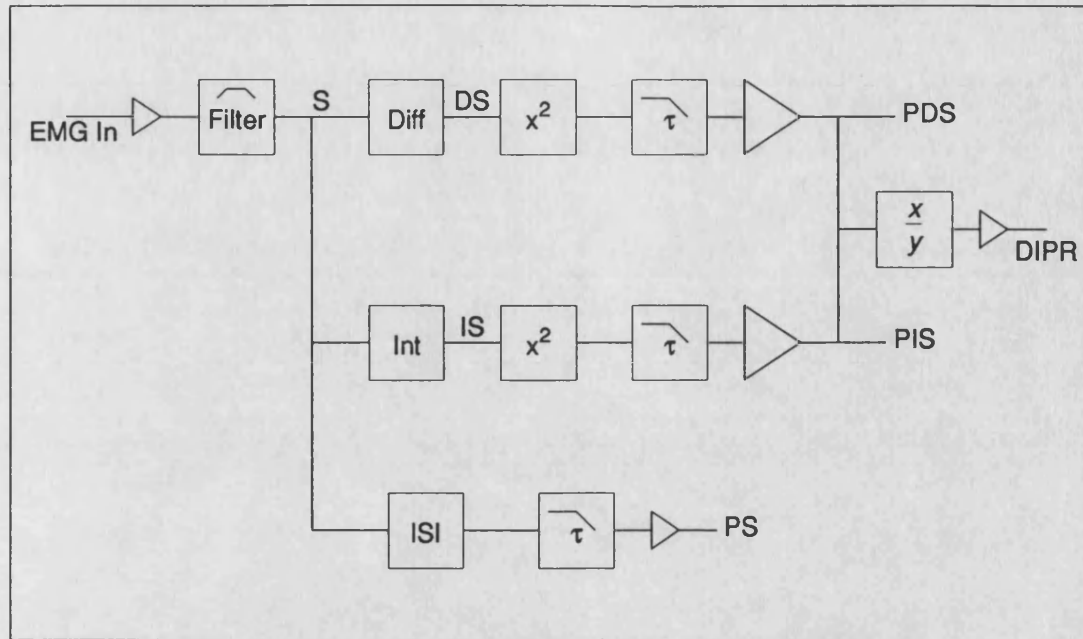 EMG In
Filter
S
Diff
DS
x²
τ
PDS
x
y
DIPR
Int
IS
x²
τ
PIS
ISI
τ
PS